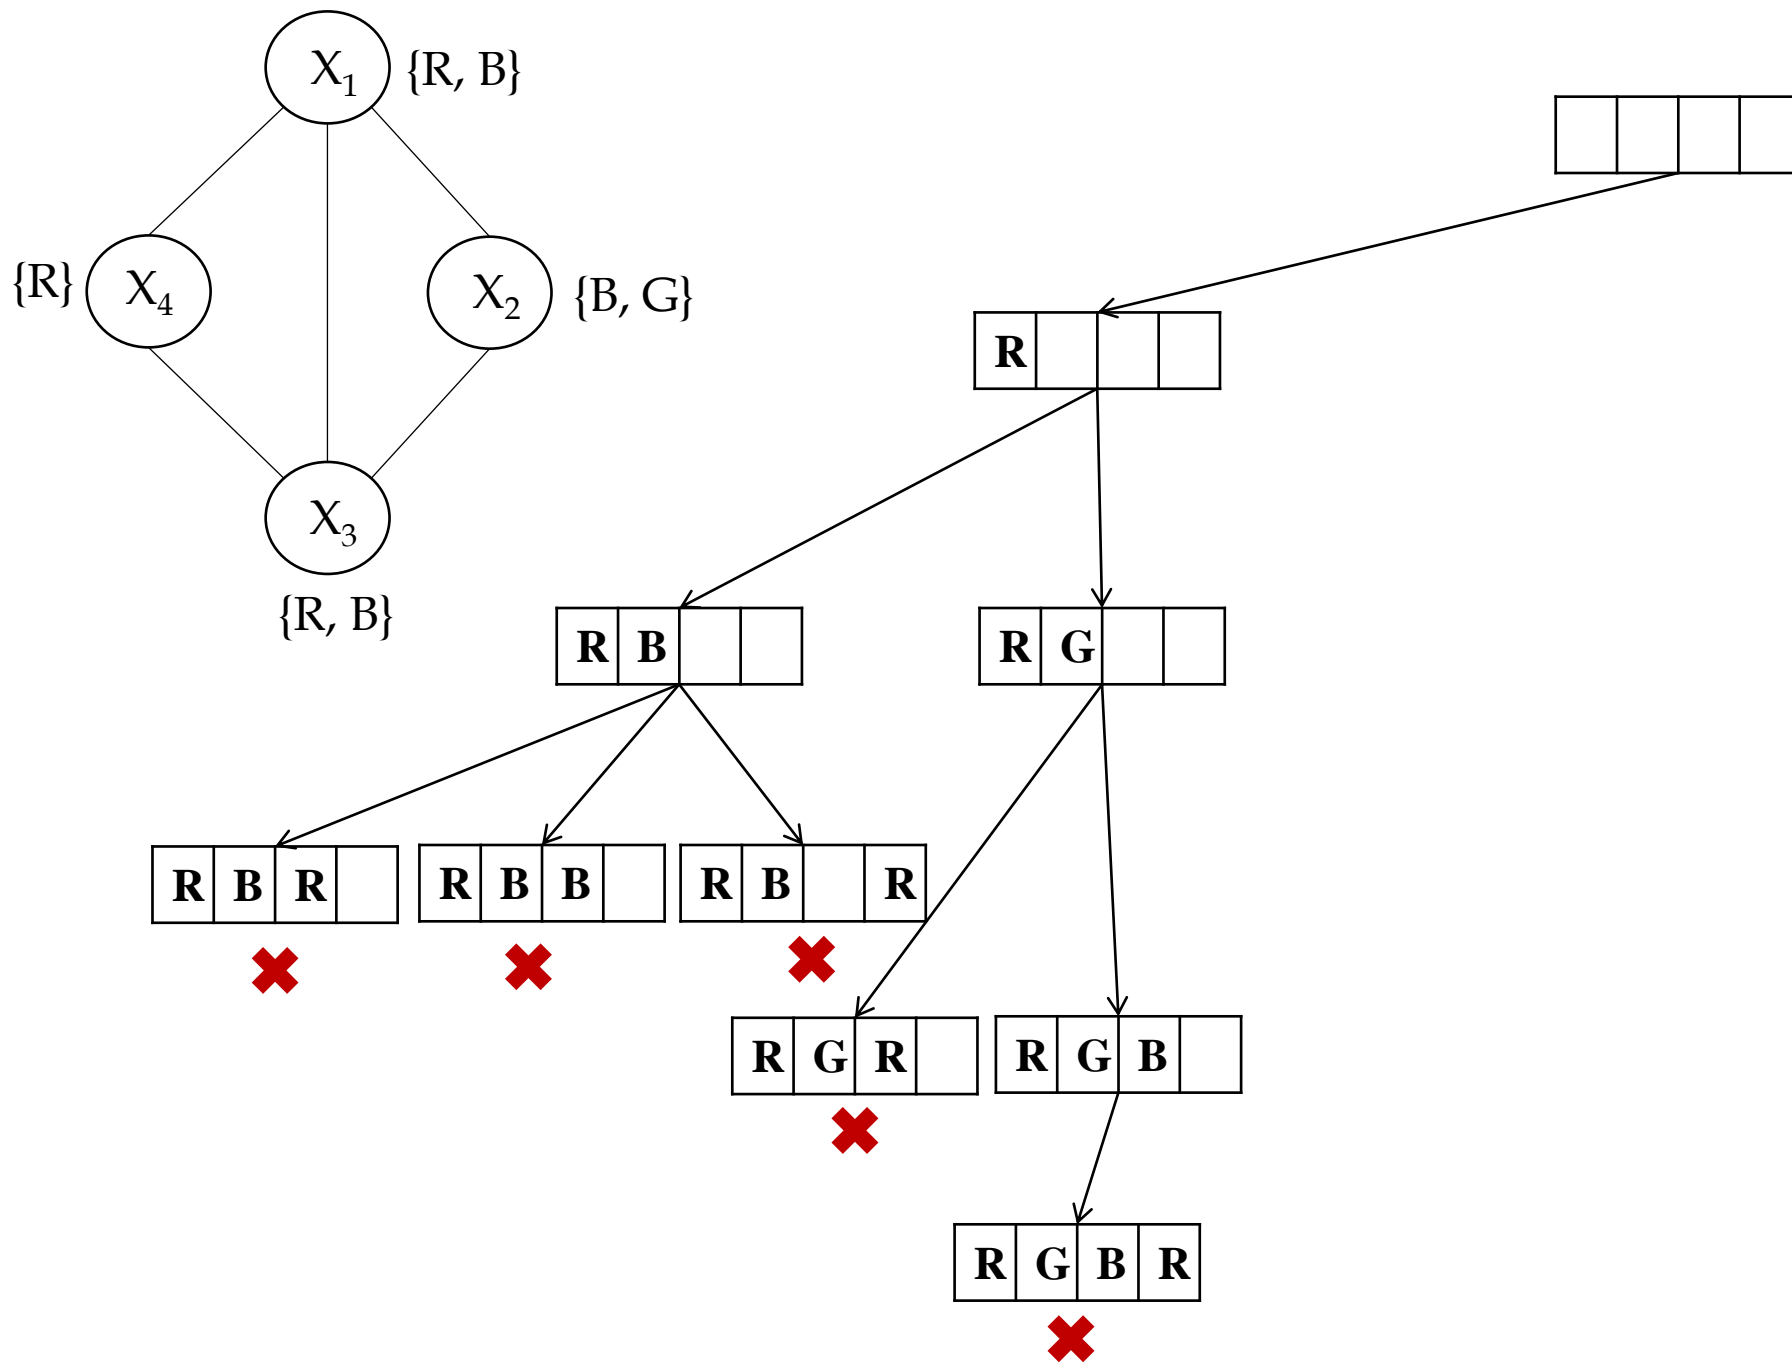 X₁ {R, B}
{R} X₄ X₂ {B, G}
R
X₃
{R, B}
R B
R G
R B R
R B B
R B R
R G R
R G B
R G B R